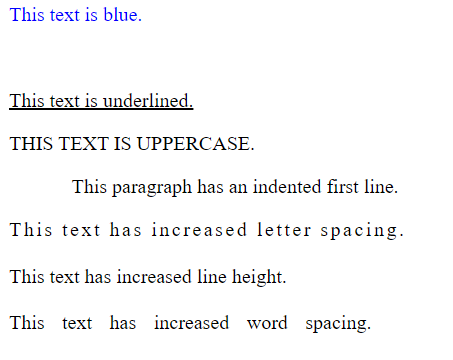 This text is blue.
This text is underlined.
THIS TEXT IS UPPERCASE.
This paragraph has an indented first line.
This text has increased letter spacing.
This text has increased line height.
This text has increased word spacing.